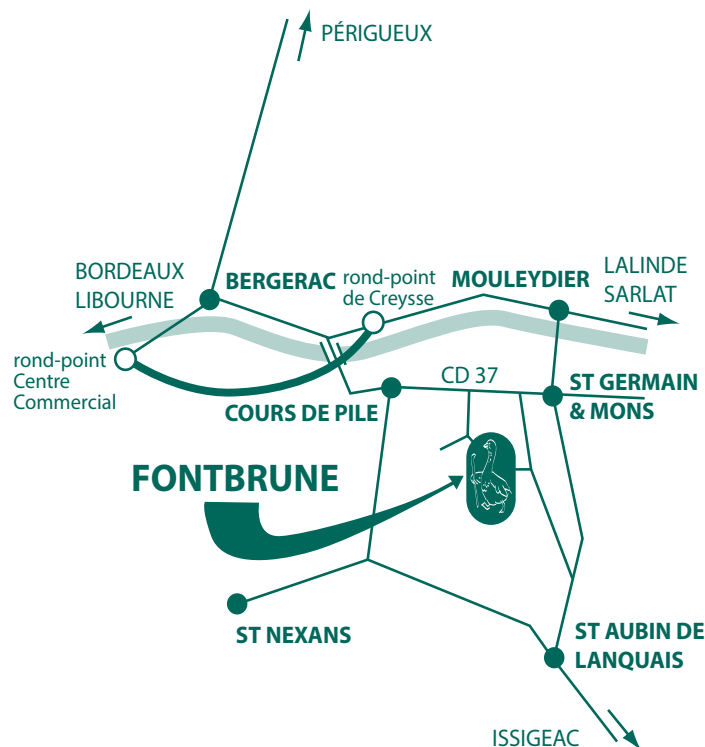 PÉRIGUEUX
BORDEAUX
LIBOURNE
BERGERAC
rond-point
de Creysse
MOULEYDIER
LALINDE
SARLAT
rond-point
Centre
Commercial
COURS DE PILE
CD 37
ST GERMAIN
& MONS
FONTBRUNE
ST NEXANS
ST AUBIN DE
LANQUAIS
ISSIGEAC